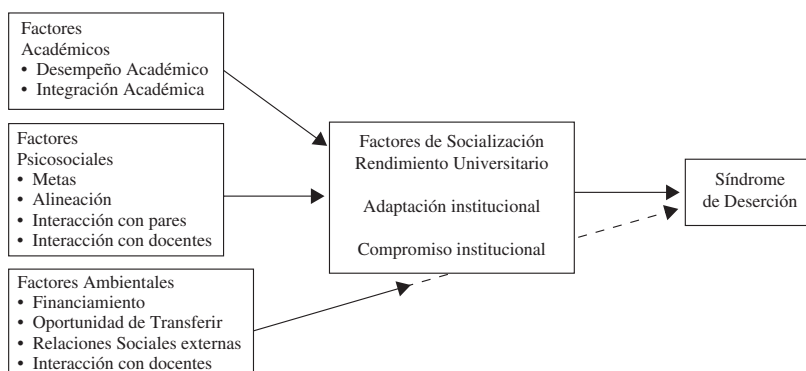 Factores
Académicos
• Desempeño Académico
• Integración Académica
Factores
Psicosociales
• Metas
• Alineación
• Interacción con pares
• Interacción con docentes
Factores Ambientales
• Financiamiento
• Oportunidad de Transferir
• Relaciones Sociales externas
• Interacción con docentes
Factores de Socialización
Rendimiento Universitario
Adaptación institucional
Compromiso institucional
Síndrome
de Deserción